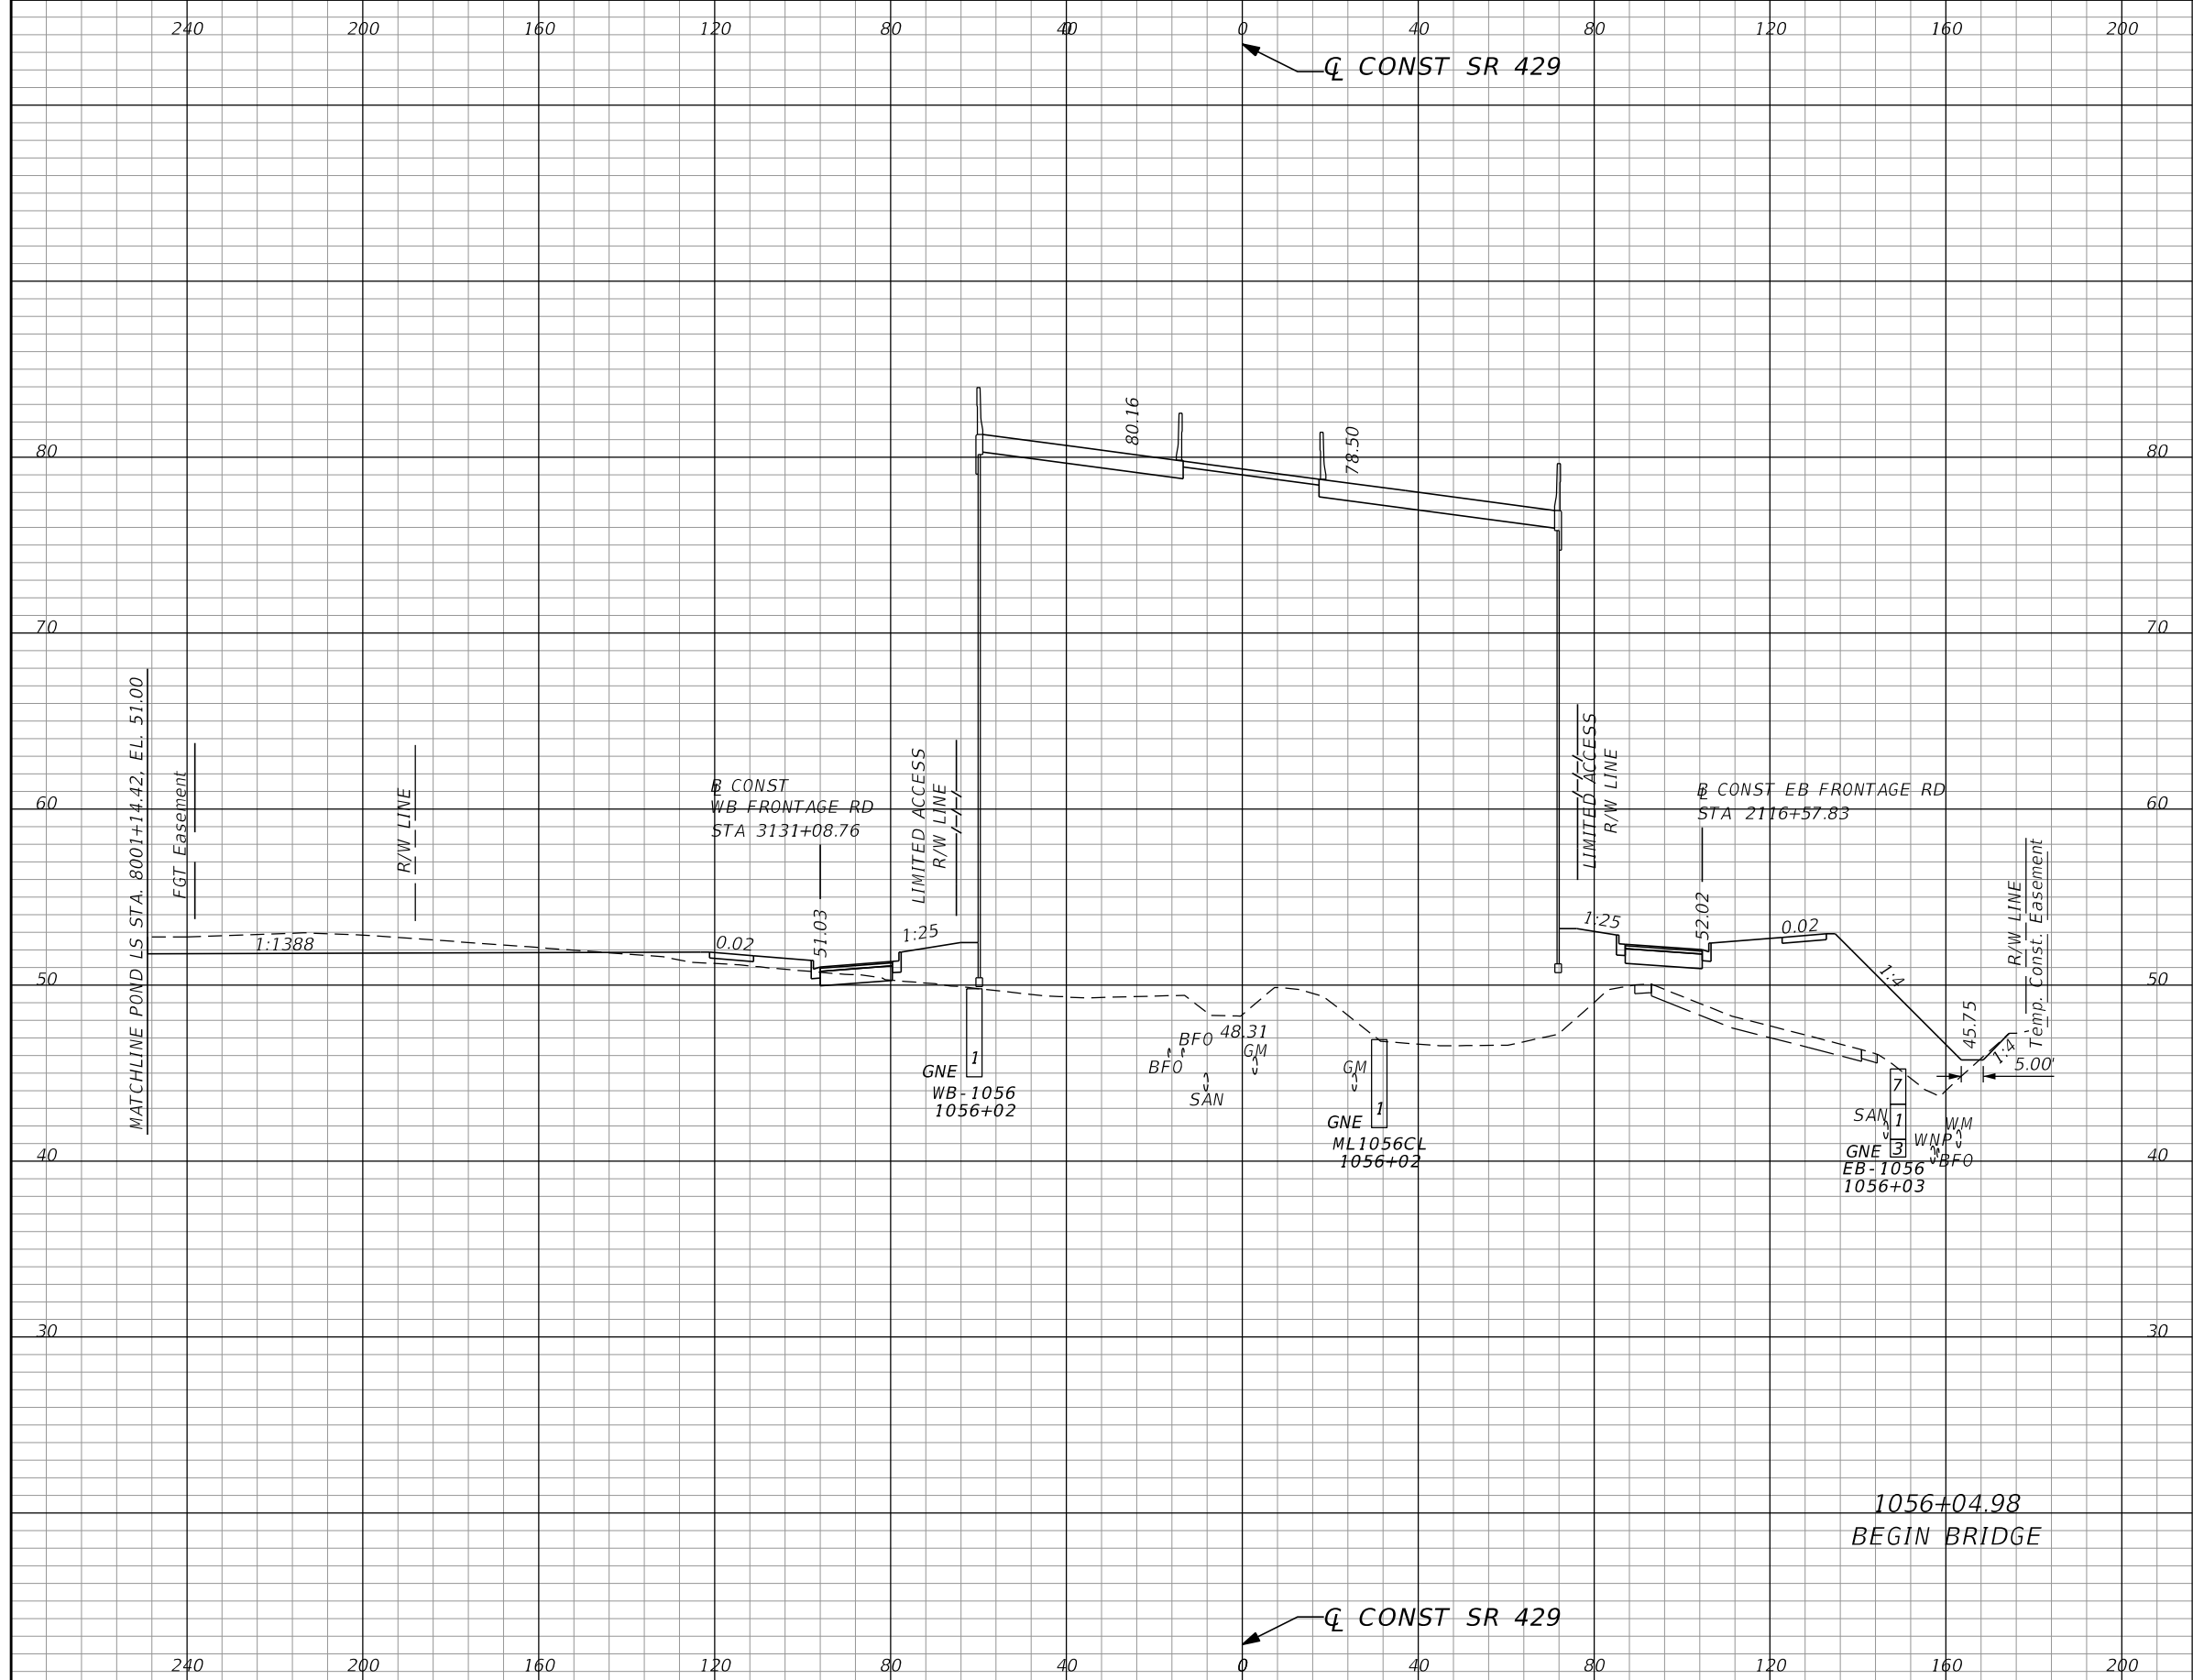 240 200 160 120 80 40 0 40 80 120 160 200
℄ CONST SR 429
80.16
78.50
80 80
70 70
MATCHLINE POND LS STA. 8001+14.42, EL. 51.00
FGT Easement
R/W LINE
LIMITED ACCESS
R/W LINE
LIMITED ACCESS
R/W LINE
60 60
B CONST
WB FRONTAGE RD
STA 3131+08.76
B CONST EB FRONTAGE RD
STA 2116+57.83
R/W LINE
Temp. Const. Easement
1:1388
0.02
51.03
1:25
1:25
52.02
0.02
1:4
45.75
1:4
5.00'
50 50
48.31
BFO
BFO
GM
SAN
GM
1
GNE
WB-1056
1056+02
1
GNE
ML1056CL
1056+02
7
1
3
SAN
GNE
EB-1056
1056+03
WM
WNP
BFO
40 40
30 30
1056+04.98
BEGIN BRIDGE
℄ CONST SR 429
240 200 160 120 80 40 0 40 80 120 160 200